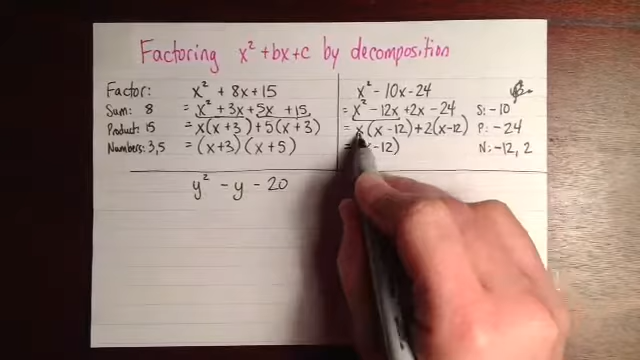 Factoring x² + bx + c by decomposition
Factor: x² + 8x + 15
Sum: 8 = x² + 3x + 5x + 15
Product: 15 = x(x + 3) + 5(x + 3)
Numbers: 3,5 = (x+3)(x+5)
x² - 10x - 24
= x² - 12x + 2x - 24 S: -10
= x(x - 12) + 2(x - 12) P: -24
= x - 12) N: -12, 2
y² - y - 20